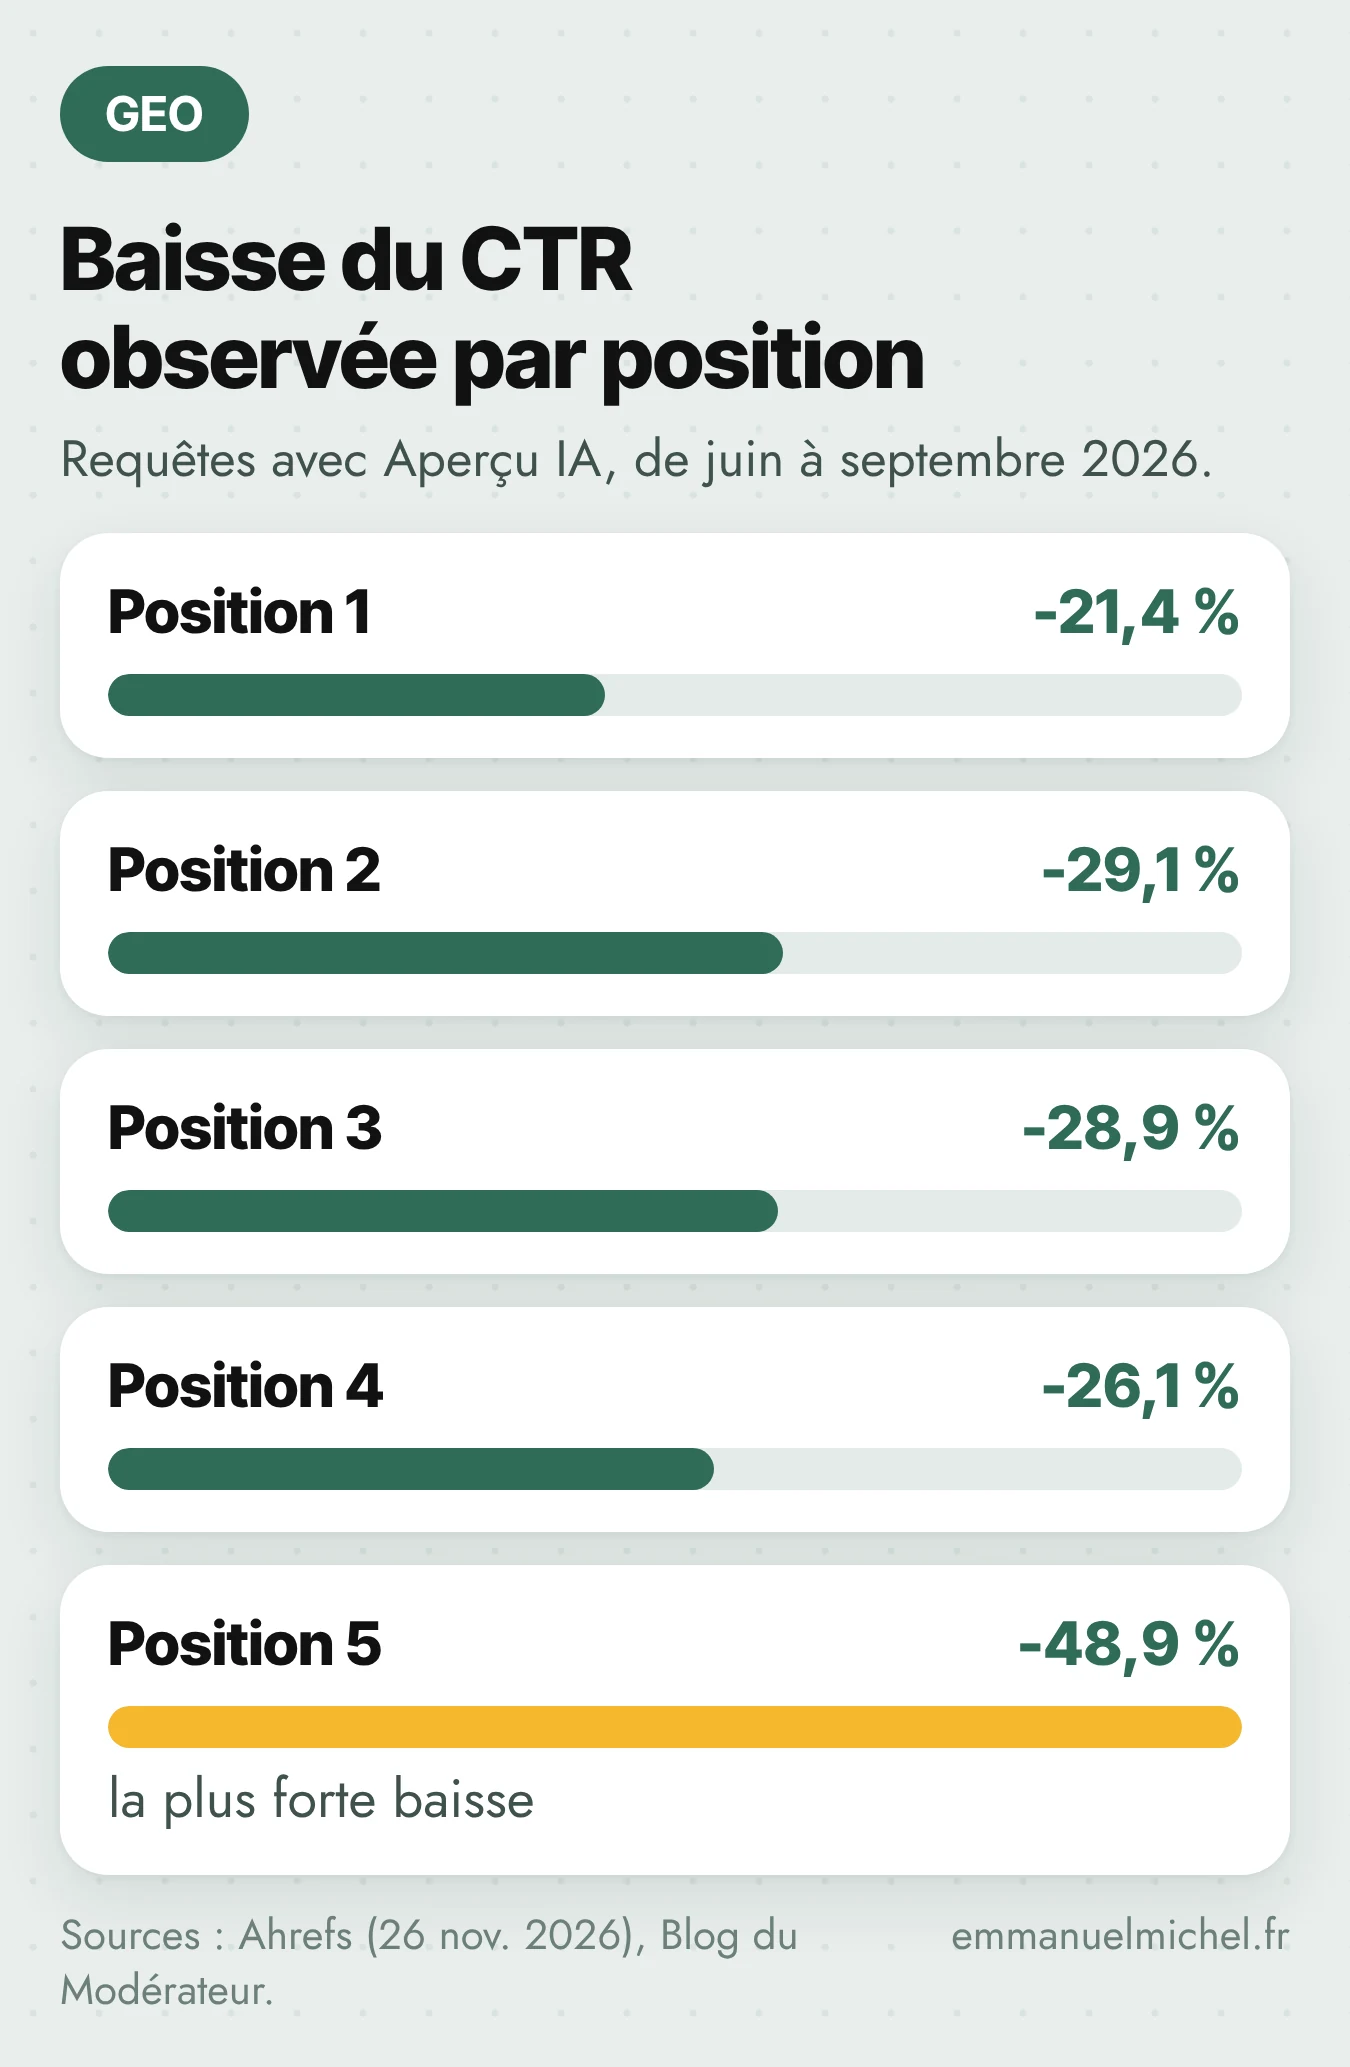 GEO
Baisse du CTR
observée par position
Requêtes avec Aperçu IA, de juin à septembre 2026.
Position 1 -21,4 %
Position 2 -29,1 %
Position 3 -28,9 %
Position 4 -26,1 %
Position 5 -48,9 %
la plus forte baisse
Sources : Ahrefs (26 nov. 2026), Blog du
Modérateur.
emmanuelmichel.fr